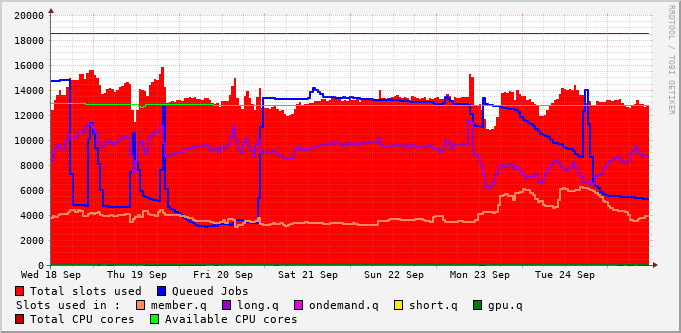 RRDTOOL / TOBI OETIKER
20000
18000
16000
14000
12000
10000
8000
6000
4000
2000
0
Wed 18 Sep Thu 19 Sep Fri 20 Sep Sat 21 Sep Sun 22 Sep Mon 23 Sep Tue 24 Sep
Total slots used Queued Jobs
Slots used in : member.q long.q ondemand.q short.q gpu.q
Total CPU cores Available CPU cores